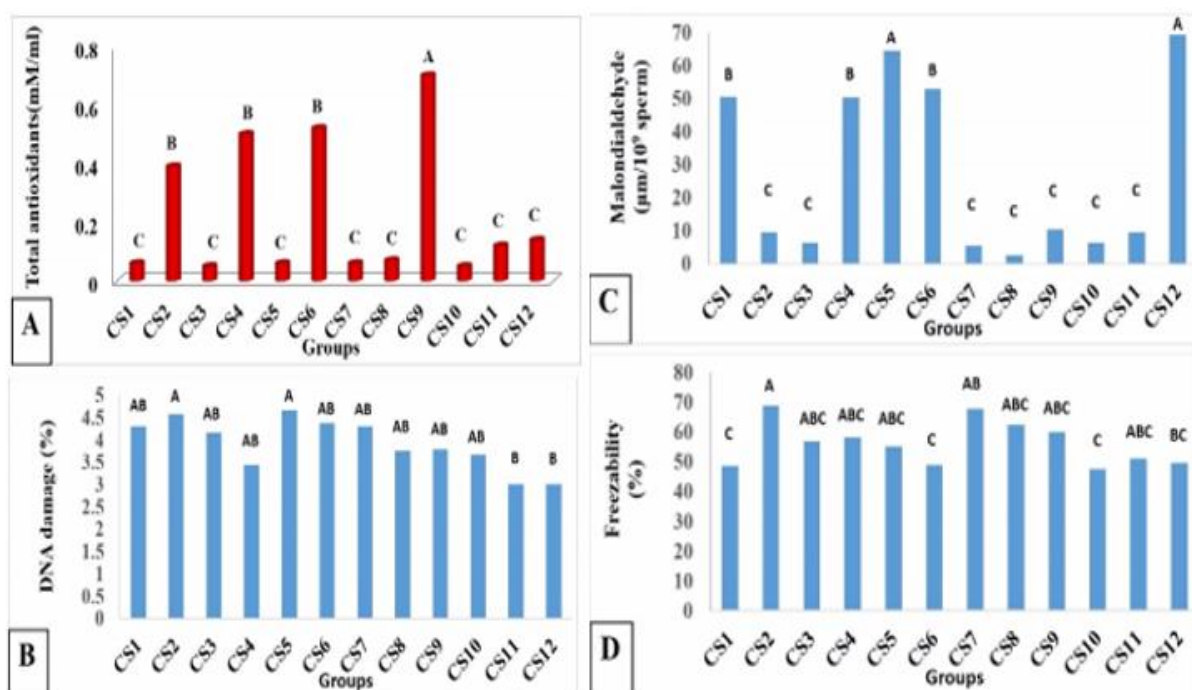 Total antioxidants(mM/ml)
0.8
0.6
0.4
0.2
0
C
B
C
B
C
B
C
C
A
C
C
C
CS1
CS2
CS3
CS4
CS5
CS6
CS7
CS8
CS9
CS10
CS11
CS12
Groups
A
DNA damage (%)
5
4.5
4
3.5
3
2.5
2
1.5
1
0.5
0
AB
A
AB
AB
A
AB
AB
AB
AB
AB
B
B
CS1
CS2
CS3
CS4
CS5
CS6
CS7
CS8
CS9
CS10
CS11
CS12
Groups
B
Malondialdehyde
(µm/10⁹ sperm)
70
60
50
40
30
20
10
0
B
C
C
B
A
B
C
C
C
C
C
A
CS1
CS2
CS3
CS4
CS5
CS6
CS7
CS8
CS9
CS10
CS11
CS12
Groups
C
Freezability
(%)
80
70
60
50
40
30
20
10
0
C
A
ABC
ABC
ABC
C
AB
ABC
ABC
C
ABC
BC
CS1
CS2
CS3
CS4
CS5
CS6
CS7
CS8
CS9
CS10
CS11
CS12
Groups
D